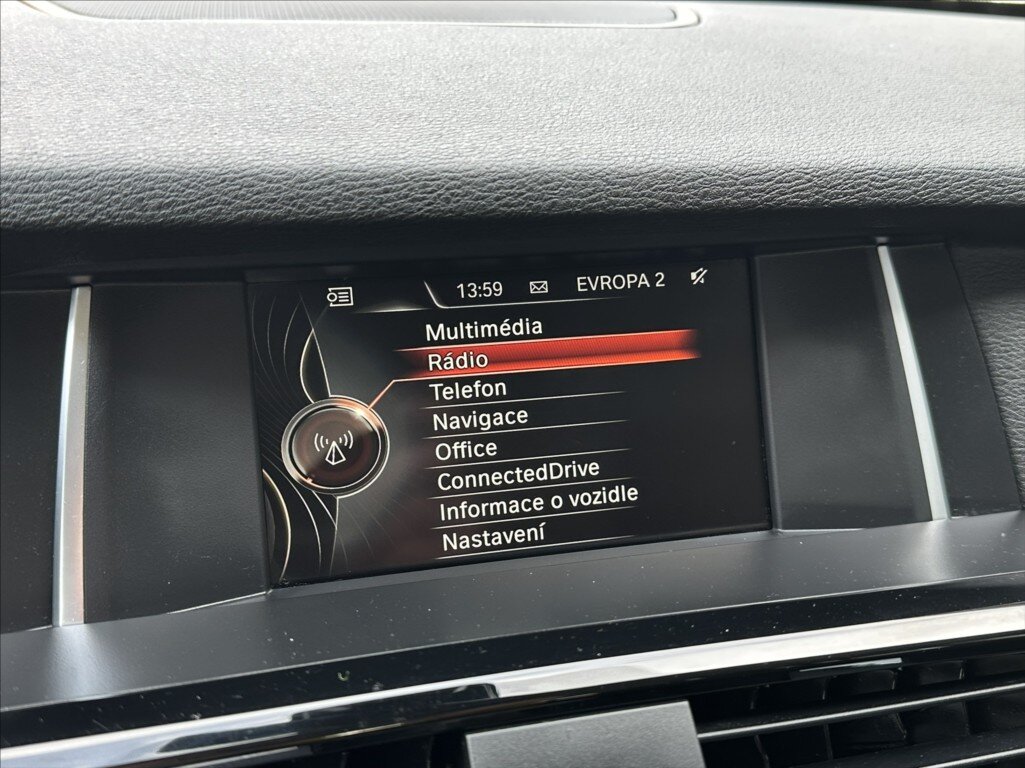 13:59 EVROPA 2
Multimédia
Rádio
Telefon
Navigace
Office
ConnectedDrive
Informace o vozidle
Nastavení